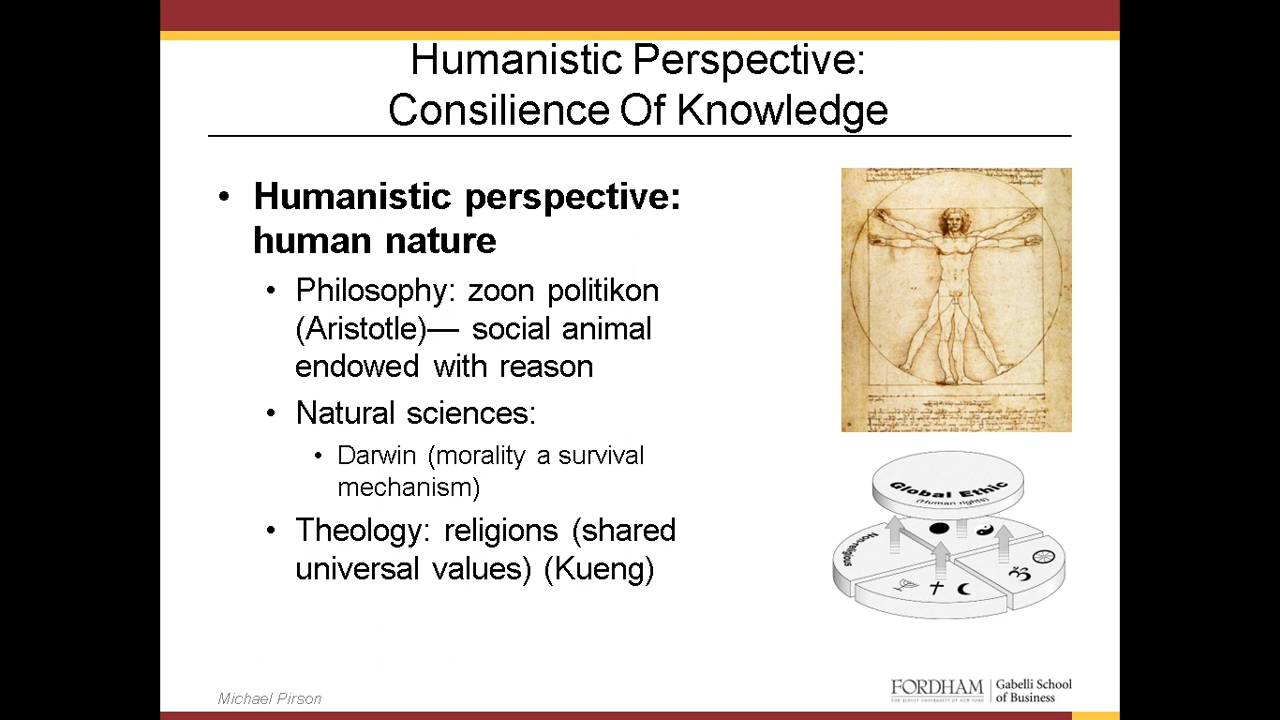 Humanistic Perspective:
Consilience Of Knowledge
• Humanistic perspective:
human nature
• Philosophy: zoon politikon
(Aristotle)— social animal
endowed with reason
• Natural sciences:
• Darwin (morality a survival
mechanism)
• Theology: religions (shared
universal values) (Kueng)
Global Ethic
(Human rights)
Non-religious
ॐ
Michael Pirson
FORDHAM
THE JESUIT UNIVERSITY OF NEW YORK
Gabelli School
of Business